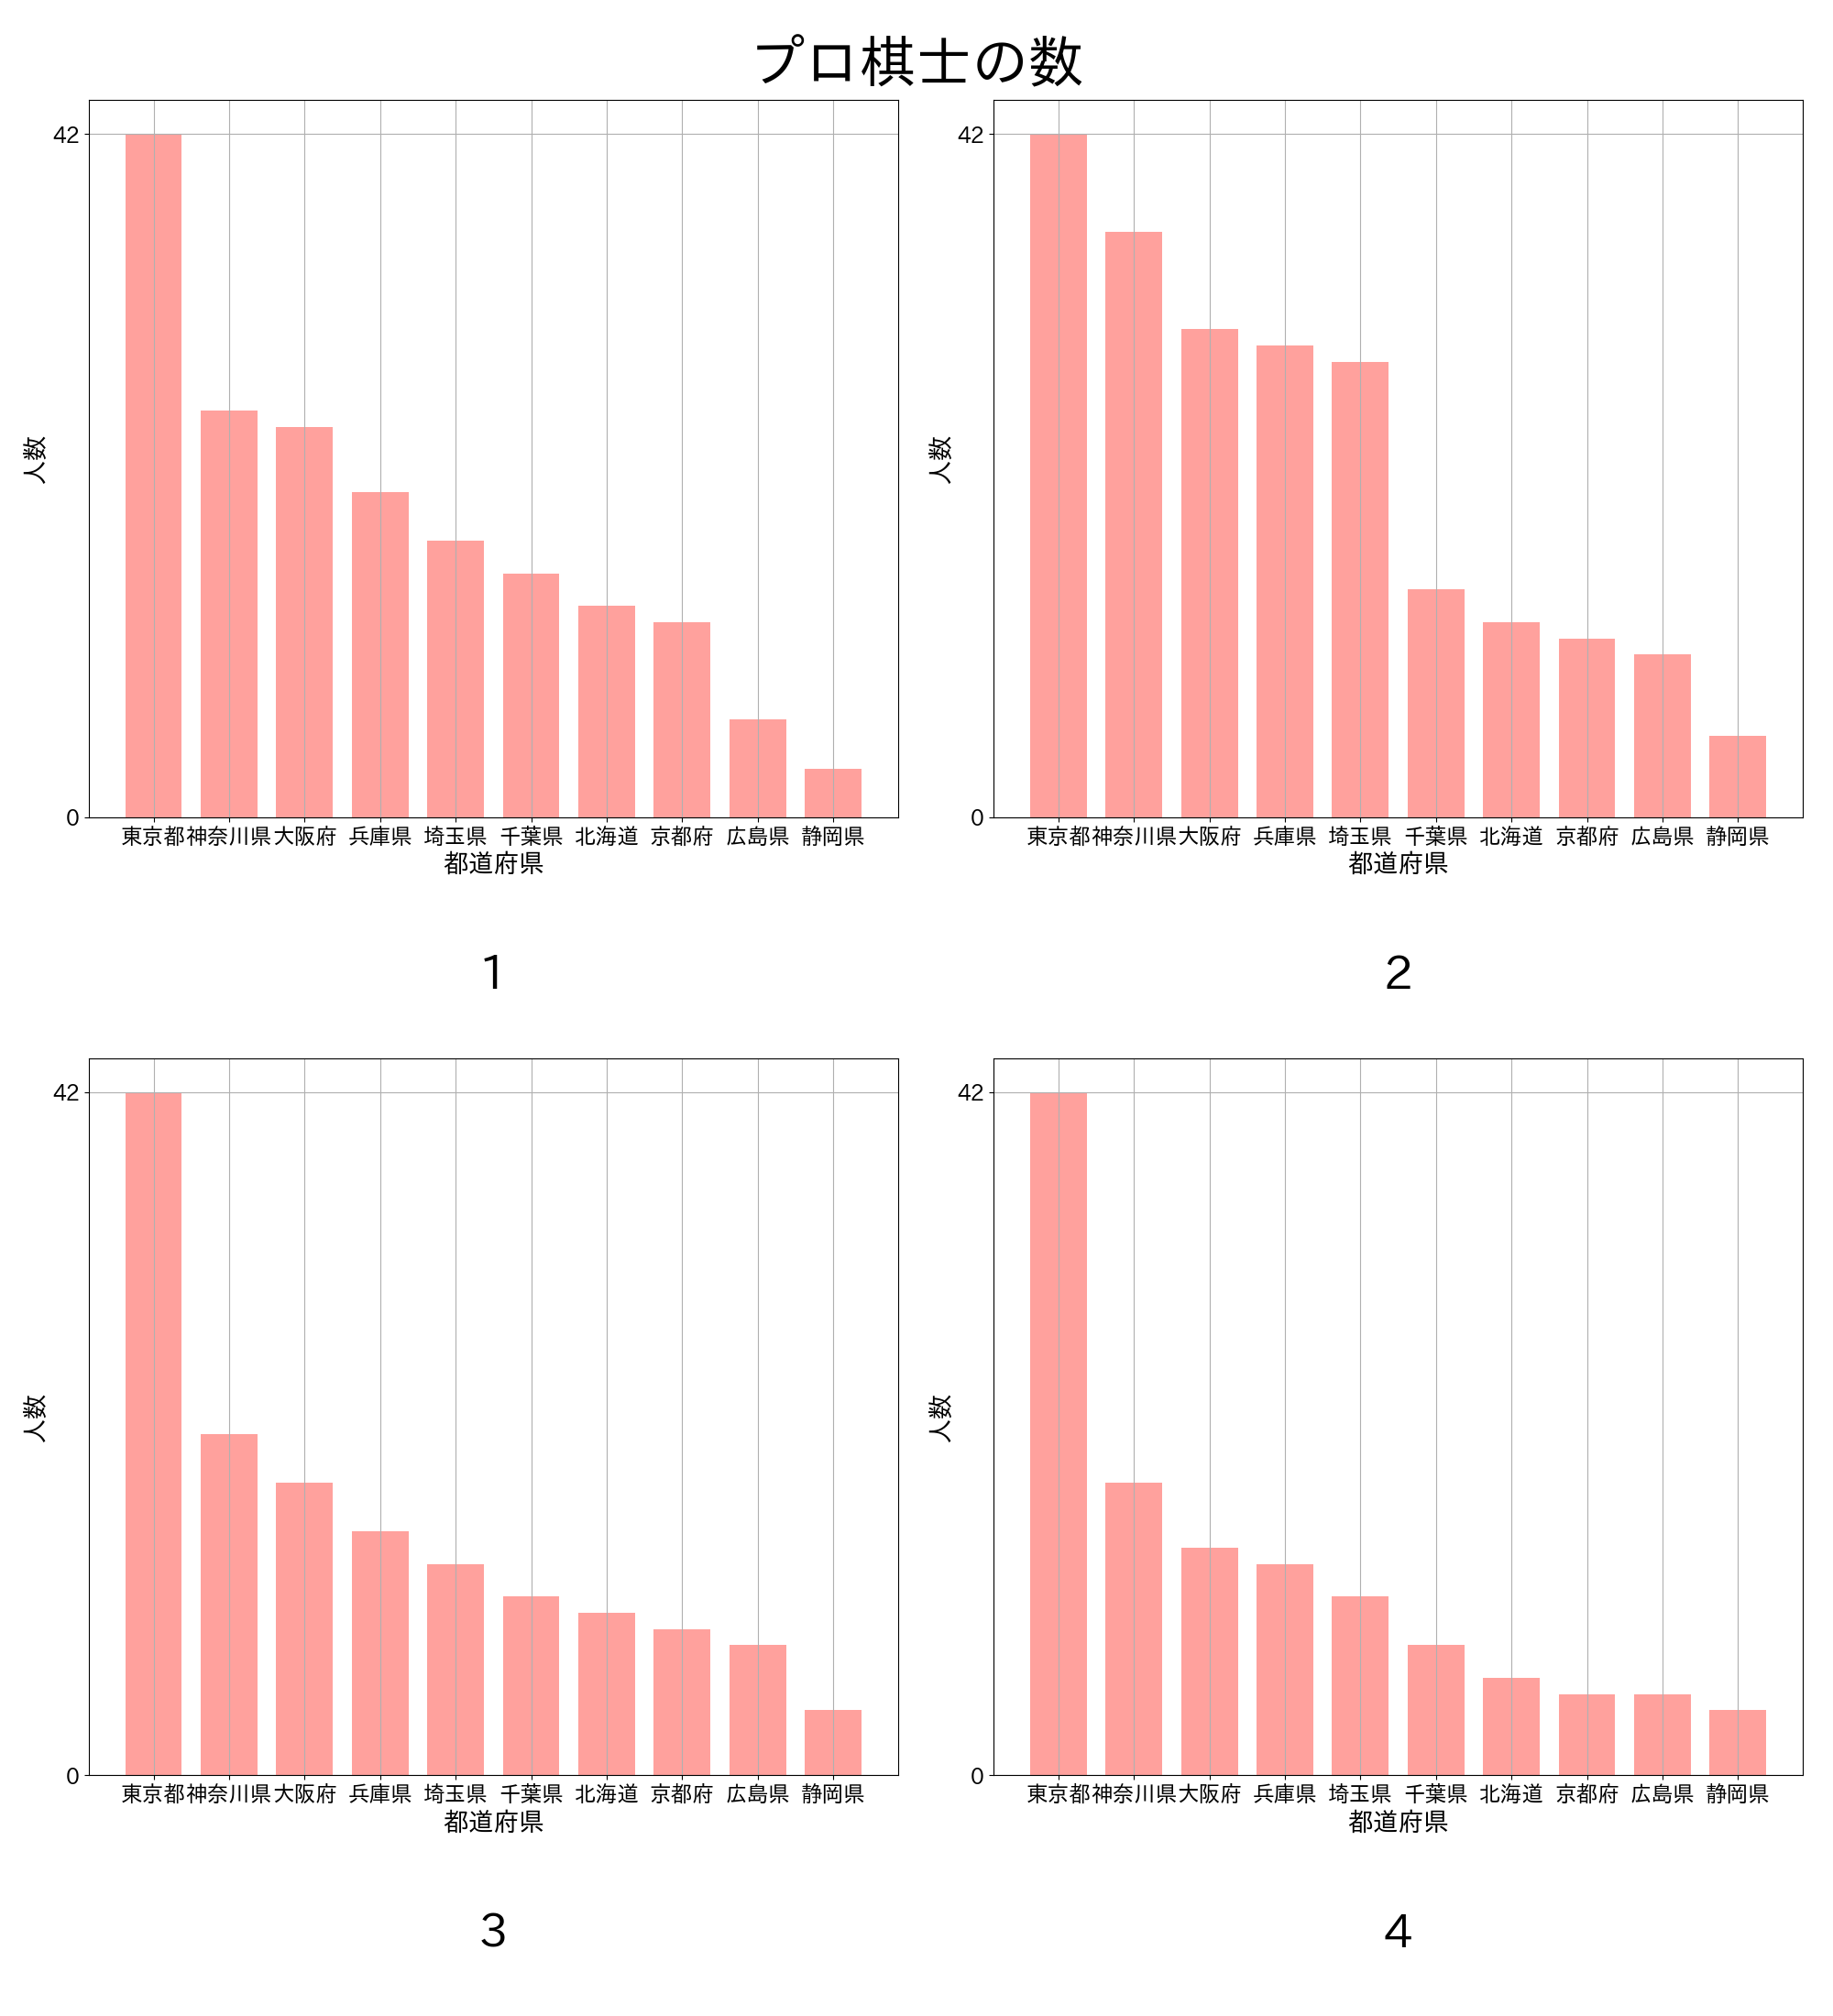 プロ棋士の数
42
0
人数
東京都 神奈川県 大阪府 兵庫県 埼玉県 千葉県 北海道 京都府 広島県 静岡県
都道府県
1
42
0
人数
東京都 神奈川県 大阪府 兵庫県 埼玉県 千葉県 北海道 京都府 広島県 静岡県
都道府県
2
42
0
人数
東京都 神奈川県 大阪府 兵庫県 埼玉県 千葉県 北海道 京都府 広島県 静岡県
都道府県
3
42
0
人数
東京都 神奈川県 大阪府 兵庫県 埼玉県 千葉県 北海道 京都府 広島県 静岡県
都道府県
4